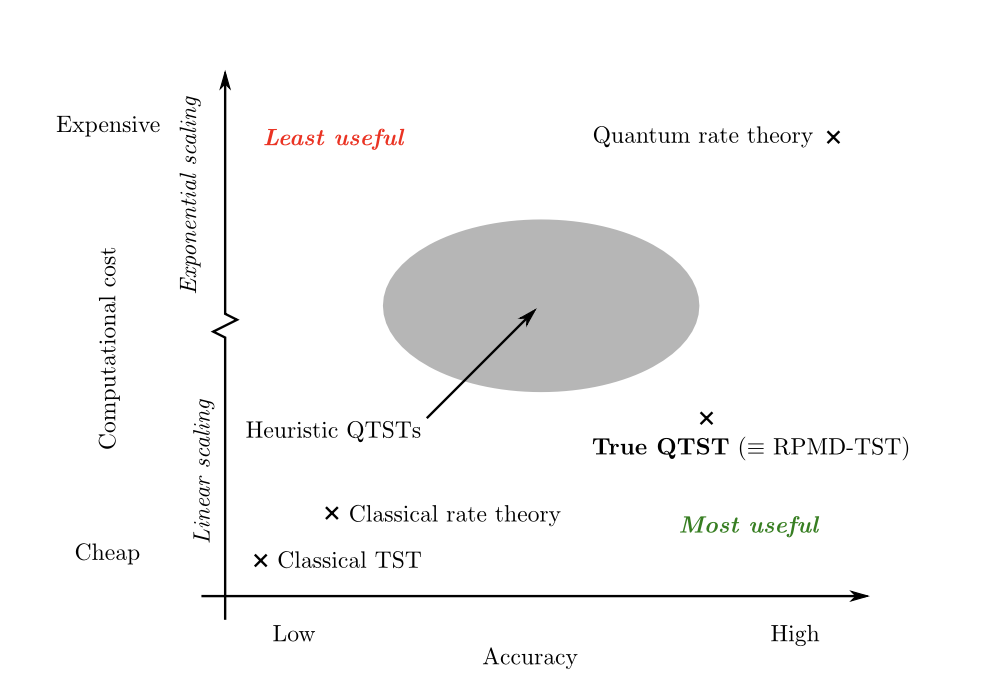 Expensive
Exponential scaling
Least useful
Quantum rate theory
Computational cost
Heuristic QTSTs
True QTST (≡ RPMD-TST)
Linear scaling
Classical rate theory
Most useful
Cheap
Classical TST
Low
High
Accuracy